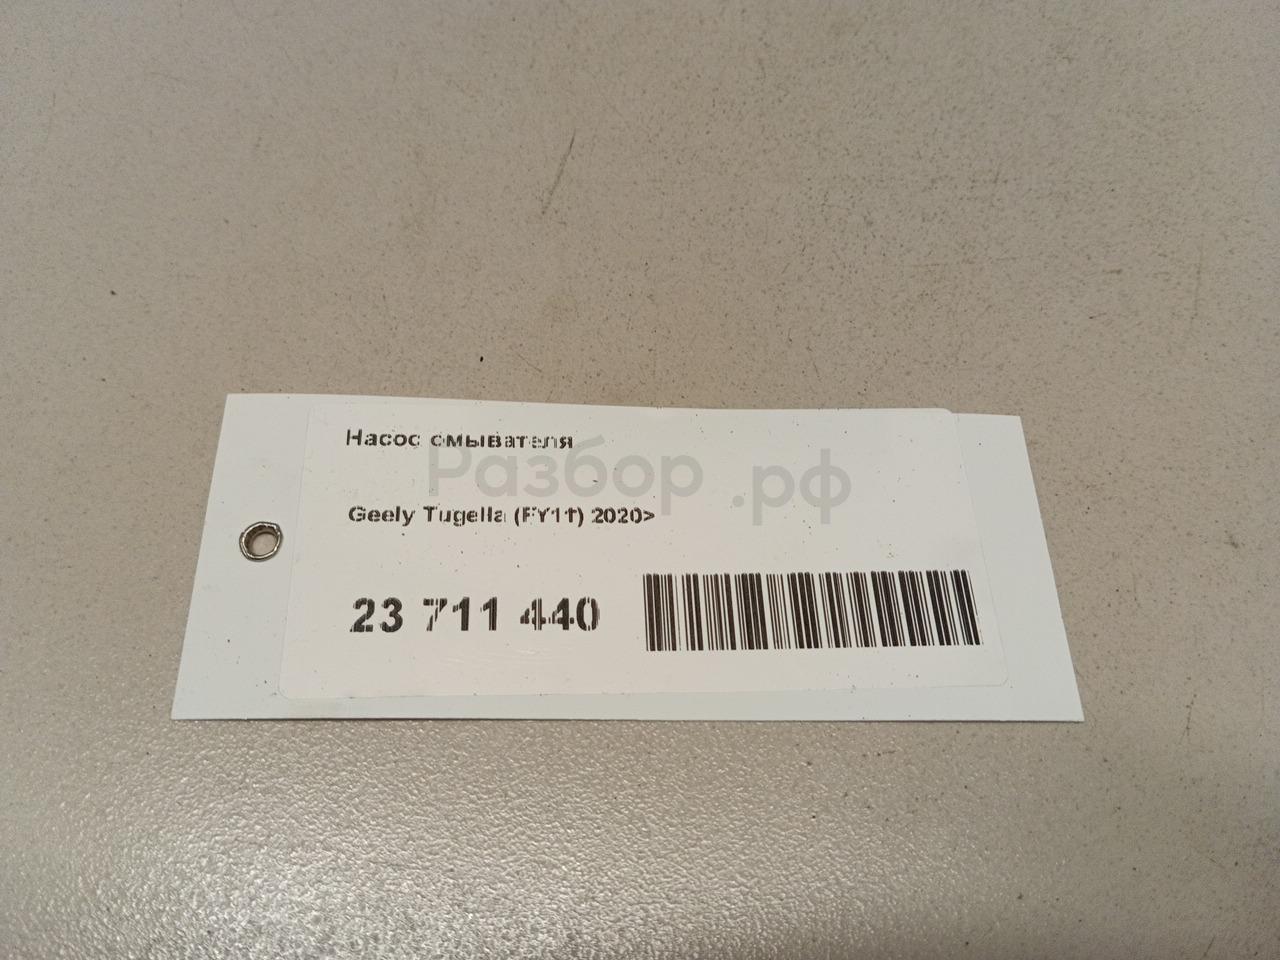 Насос омывателя
Разбор.рф
Geely Tugella (FY11) 2020>
23 711 440